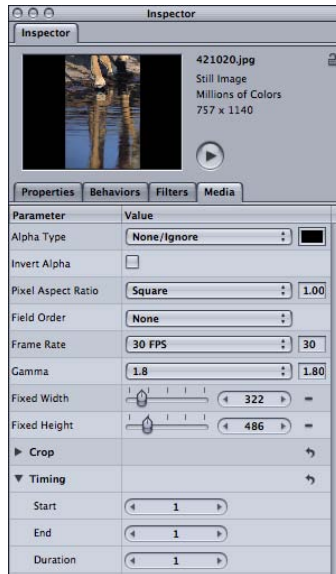 Inspector
Inspector
421020.jpg
Still Image
Millions of Colors
757 x 1140
Properties Behaviors Filters Media
Parameter Value
Alpha Type None/Ignore
Invert Alpha
Pixel Aspect Ratio Square 1.00
Field Order None
Frame Rate 30 FPS 30
Gamma 1.8 1.80
Fixed Width 322
Fixed Height 486
Crop
Timing
Start 1
End 1
Duration 1